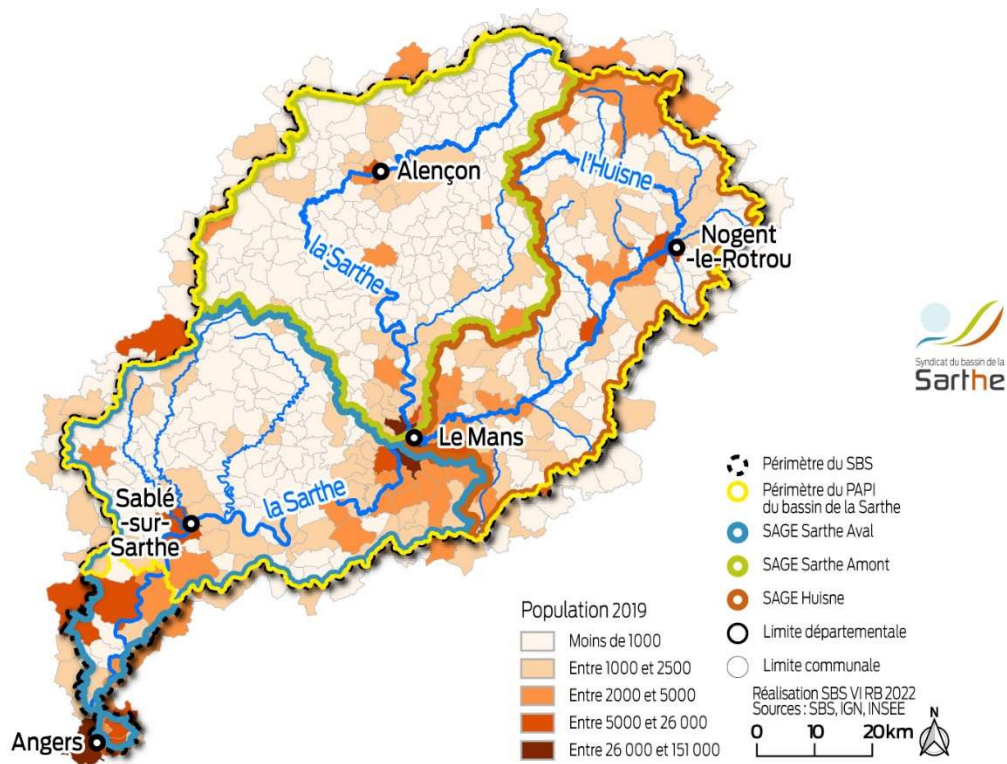 Alençon
l'Huisne
Nogent
-le-Rotrou
la Sarthe
Le Mans
Sablé
-sur-
Sarthe
la Sarthe
Angers
Syndicat du bassin de la
Sarthe
Périmètre du SBS
Périmètre du PAPI
du bassin de la Sarthe
SAGE Sarthe Aval
SAGE Sarthe Amont
SAGE Huisne
Limite départementale
Limite communale
Population 2019
Moins de 1000
Entre 1000 et 2500
Entre 2000 et 5000
Entre 5000 et 26 000
Entre 26 000 et 151 000
Réalisation SBS VI RB 2022
Sources : SBS, IGN, INSEE
N
0 10 20km